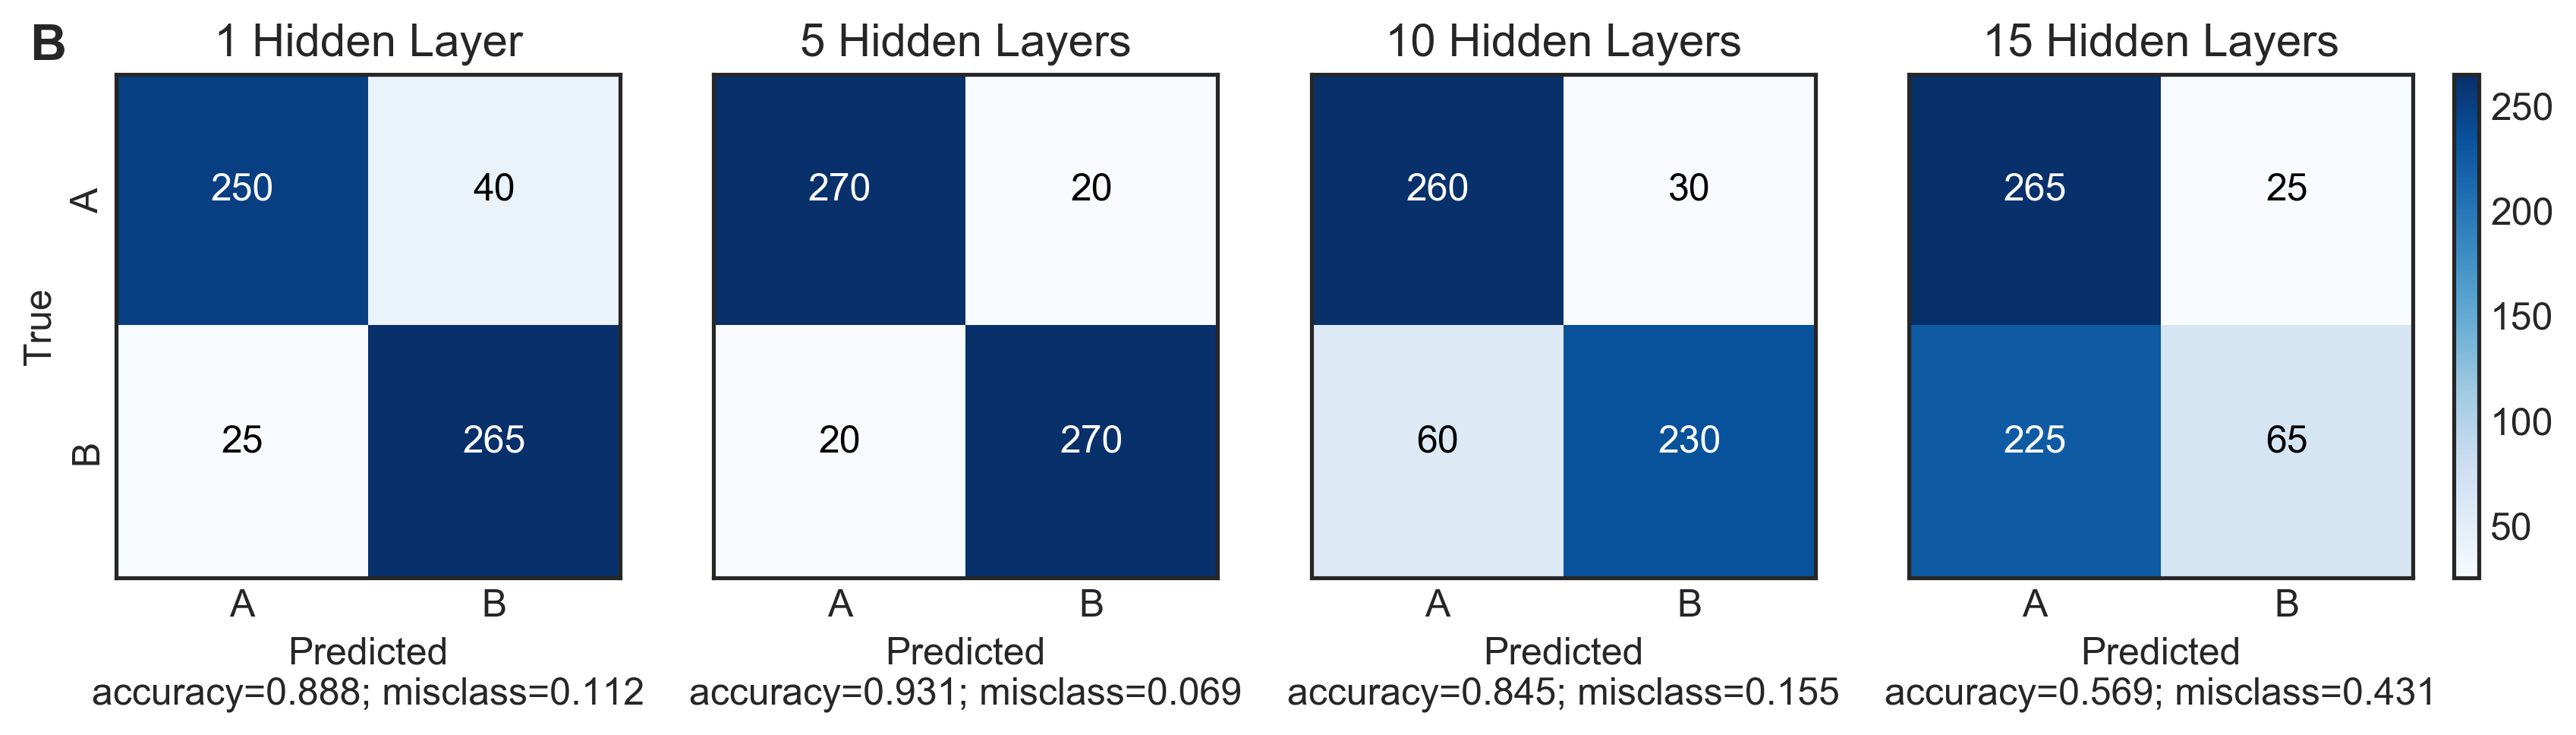 B
1 Hidden Layer
5 Hidden Layers
10 Hidden Layers
15 Hidden Layers
True
A
B
250 40
25 265
A B
Predicted
accuracy=0.888; misclass=0.112
270 20
20 270
A B
Predicted
accuracy=0.931; misclass=0.069
260 30
60 230
A B
Predicted
accuracy=0.845; misclass=0.155
265 25
225 65
A B
Predicted
accuracy=0.569; misclass=0.431
250
200
150
100
50